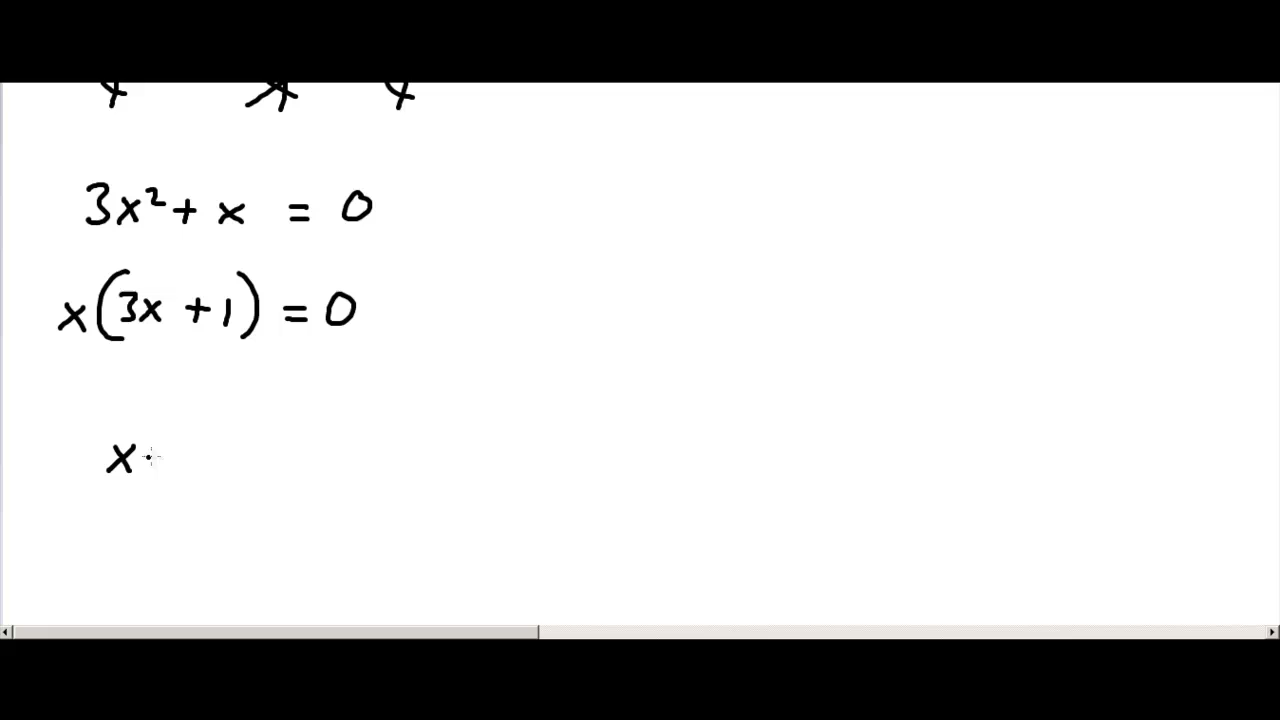 3x² + x = 0
x(3x + 1) = 0
x